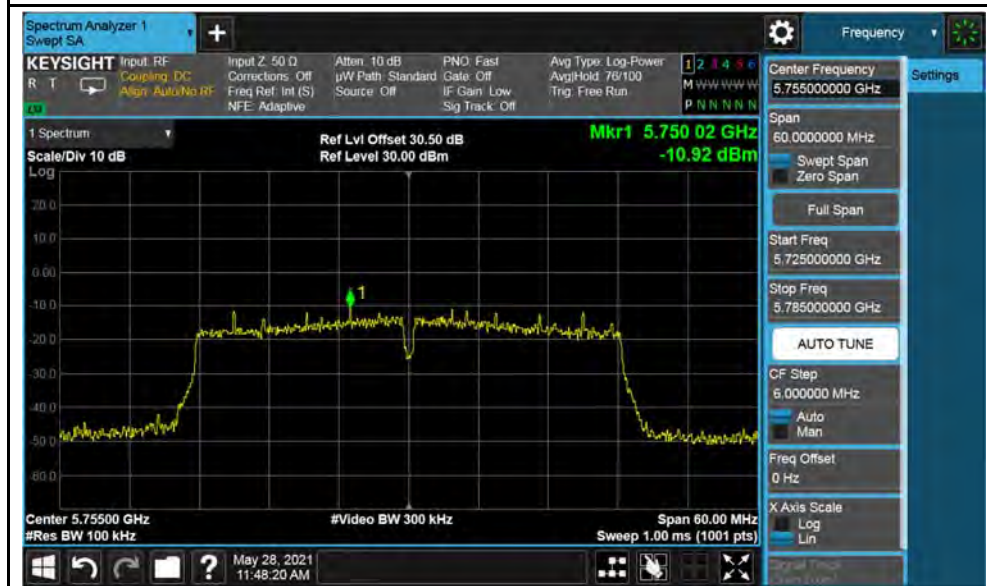 Spectrum Analyzer 1
Swept SA
+
Frequency
KEYSIGHT
R T
Input: RF
Coupling: DC
Align: Auto/No RF
Input Z: 50 Ω
Corrections: Off
Freq Ref: Int (S)
NFE: Adaptive
Atten: 10 dB
µW Path: Standard
Source: Off
PNO: Fast
Gate: Off
IF Gain: Low
Sig Track: Off
Avg Type: Log-Power
Avg|Hold: 76/100
Trig: Free Run
1 2 3 4 5 6
M W W W W W
P N N N N N
1 Spectrum
Scale/Div 10 dB
Log
Ref Lvl Offset 30.50 dB
Ref Level 30.00 dBm
Mkr1 5.750 02 GHz
-10.92 dBm
20.0
10.0
0.00
-10.0
-20.0
-30.0
-40.0
-50.0
-60.0
1
Center 5.75500 GHz
#Res BW 100 kHz
#Video BW 300 kHz
Span 60.00 MHz
Sweep 1.00 ms (1001 pts)
?
May 28, 2021
11:48:20 AM
Center Frequency
5.755000000 GHz
Span
60.0000000 MHz
Swept Span
Zero Span
Full Span
Start Freq
5.725000000 GHz
Stop Freq
5.785000000 GHz
AUTO TUNE
CF Step
6.000000 MHz
Auto
Man
Freq Offset
0 Hz
X Axis Scale
Log
Lin
Signal Track
Settings